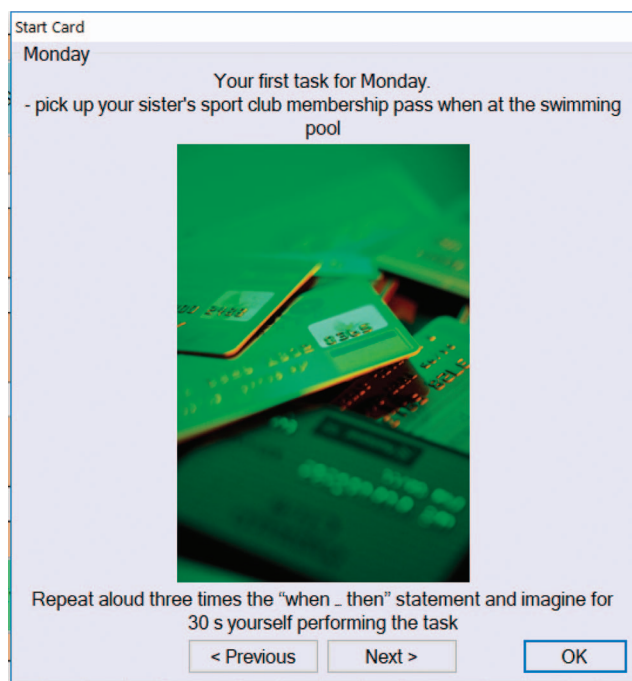 Start Card
Monday
Your first task for Monday.
- pick up your sister's sport club membership pass when at the swimming
pool
Repeat aloud three times the “when _ then” statement and imagine for
30 s yourself performing the task
< Previous
Next >
OK